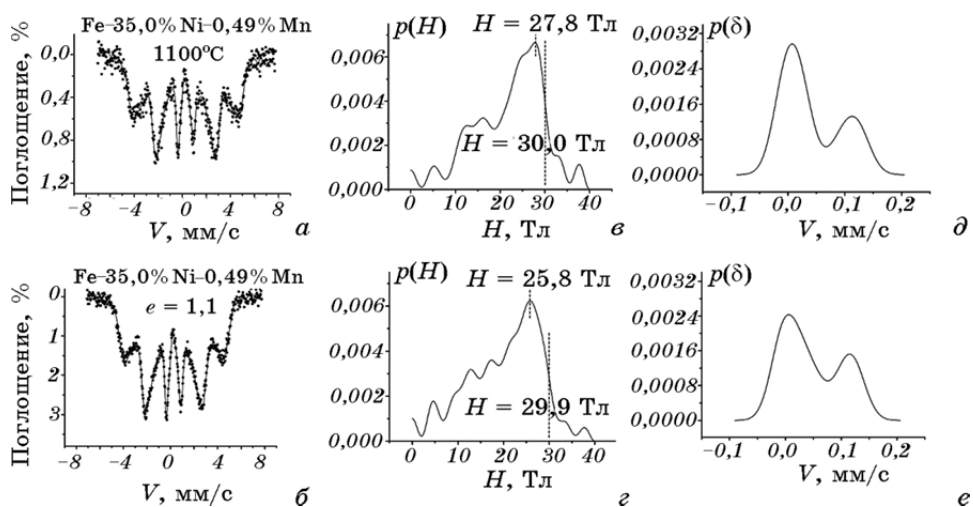 Fe–35,0% Ni–0,49% Mn
1100°C
Поглощение, %
0,0
0,4
0,8
1,2
−8
−4
0
4
8
V, мм/с
а
p(H)
H = 27,8 Тл
0,006
0,004
0,002
0,000
H = 30,0 Тл
0
10
20
30
40
H, Тл
в
p(δ)
0,0032
0,0024
0,0016
0,0008
0,0000
−0,1
0,0
0,1
0,2
V, мм/с
д
Fe–35,0% Ni–0,49% Mn
e = 1,1
Поглощение, %
0
1
2
3
−8
−4
0
4
8
V, мм/с
б
p(H)
H = 25,8 Тл
0,006
0,004
0,002
0,000
H = 29,9 Тл
0
10
20
30
40
H, Тл
г
p(δ)
0,0032
0,0024
0,0016
0,0008
0,0000
−0,1
0,0
0,1
0,2
V, мм/с
е